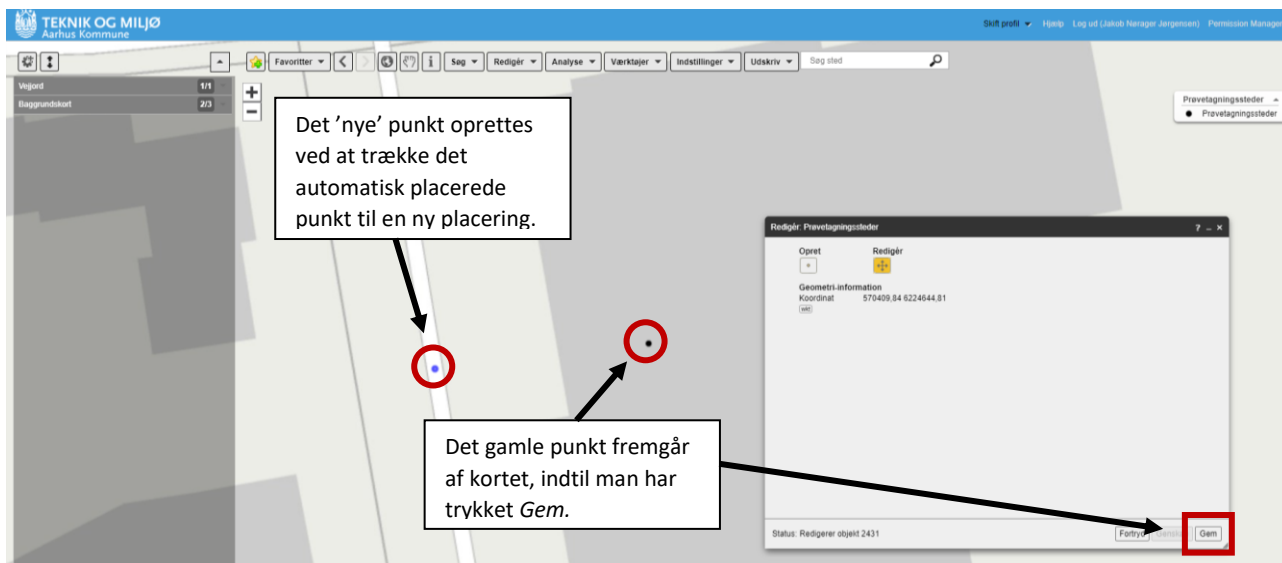 TEKNIK OG MILJØ
Aarhus Kommune
Skift profil Hjælp Log ud (Jakob Nørager Jørgensen) Permission Manager
Favoritter Søg Redigér Analyse Værktøjer Indstillinger Udskriv Søg sted
Vejjord 1/1
Baggrundskort 2/3
+
−
Prøvetagningssteder
Prøvetagningssteder
Det ’nye’ punkt oprettes
ved at trække det
automatisk placerede
punkt til en ny placering.
Redigér: Prøvetagningssteder ? – ×
Opret Redigér
Geometri-information
Koordinat 570409,84 6224644,81
Det gamle punkt fremgår
af kortet, indtil man har
trykket Gem.
Status: Redigerer objekt 2431
Gem